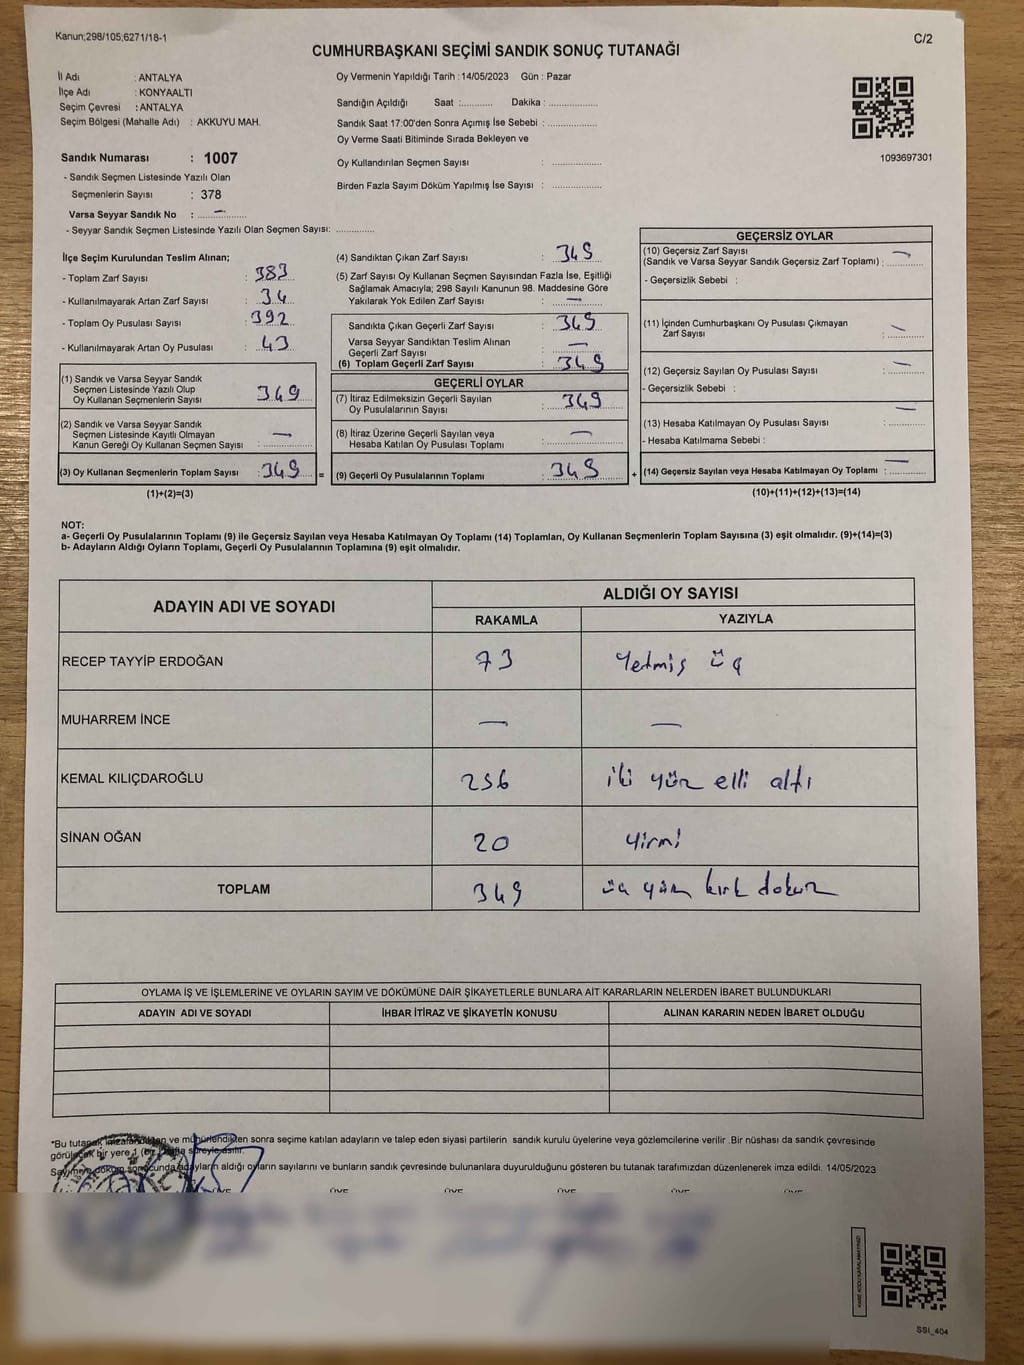 Kanun;298/105;6271/18-1
C/2
CUMHURBAŞKANI SEÇİMİ SANDIK SONUÇ TUTANAĞI
İl Adı : ANTALYA
İlçe Adı : KONYAALTI
Seçim Çevresi : ANTALYA
Seçim Bölgesi (Mahalle Adı) : AKKUYU MAH.
Sandık Numarası : 1007
- Sandık Seçmen Listesinde Yazılı Olan
Seçmenlerin Sayısı : 378
Varsa Seyyar Sandık No : —
- Seyyar Sandık Seçmen Listesinde Yazılı Olan Seçmen Sayısı: ............
Oy Vermenin Yapıldığı Tarih : 14/05/2023 Gün : Pazar
Sandığın Açıldığı Saat :........... Dakika : ................
Sandık Saat 17:00'den Sonra Açımış İse Sebebi : ................
Oy Verme Saati Bitiminde Sırada Bekleyen ve
Oy Kullandırılan Seçmen Sayısı : ................
Birden Fazla Sayım Döküm Yapılmış İse Sayısı : ................
1093697301
İlçe Seçim Kurulundan Teslim Alınan;
- Toplam Zarf Sayısı : 383
- Kullanılmayarak Artan Zarf Sayısı : 34
- Toplam Oy Pusulası Sayısı : 392
- Kullanılmayarak Artan Oy Pusulası : 43
(1) Sandık ve Varsa Seyyar Sandık
Seçmen Listesinde Yazılı Olup
Oy Kullanan Seçmenlerin Sayısı : 349
(2) Sandık ve Varsa Seyyar Sandık
Seçmen Listesinde Kayıtlı Olmayan
Kanun Gereği Oy Kullanan Seçmen Sayısı : —
(3) Oy Kullanan Seçmenlerin Toplam Sayısı : 349 =
(1)+(2)=(3)
(4) Sandıktan Çıkan Zarf Sayısı : 349
(5) Zarf Sayısı Oy Kullanan Seçmen Sayısından Fazla İse, Eşitliği
Sağlamak Amacıyla; 298 Sayılı Kanunun 98. Maddesine Göre
Yakılarak Yok Edilen Zarf Sayısı : —
Sandıkta Çıkan Geçerli Zarf Sayısı : 349
Varsa Seyyar Sandıktan Teslim Alınan
Geçerli Zarf Sayısı : —
(6) Toplam Geçerli Zarf Sayısı : 349
GEÇERLİ OYLAR
(7) İtiraz Edilmeksizin Geçerli Sayılan
Oy Pusulalarının Sayısı : 349
(8) İtiraz Üzerine Geçerli Sayılan veya
Hesaba Katılan Oy Pusulası Toplamı : —
(9) Geçerli Oy Pusulalarının Toplamı : 349 +
GEÇERSİZ OYLAR
(10) Geçersiz Zarf Sayısı
(Sandık ve Varsa Seyyar Sandık Geçersiz Zarf Toplamı) : —
- Geçersizlik Sebebi :
(11) İçinden Cumhurbaşkanı Oy Pusulası Çıkmayan
Zarf Sayısı : —
(12) Geçersiz Sayılan Oy Pusulası Sayısı : —
- Geçersizlik Sebebi :
(13) Hesaba Katılmayan Oy Pusulası Sayısı : —
- Hesaba Katılmama Sebebi :
(14) Geçersiz Sayılan veya Hesaba Katılmayan Oy Toplamı : —
(10)+(11)+(12)+(13)=(14)
NOT:
a- Geçerli Oy Pusulalarının Toplamı (9) ile Geçersiz Sayılan veya Hesaba Katılmayan Oy Toplamı (14) Toplamları, Oy Kullanan Seçmenlerin Toplam Sayısına (3) eşit olmalıdır. (9)+(14)=(3)
b- Adayların Aldığı Oyların Toplamı, Geçerli Oy Pusulalarının Toplamına (9) eşit olmalıdır.
ADAYIN ADI VE SOYADI ALDIĞI OY SAYISI
RAKAMLA YAZIYLA
RECEP TAYYİP ERDOĞAN 73 Yetmiş üç
MUHARREM İNCE — —
KEMAL KILIÇDAROĞLU 256 iki yüz elli altı
SİNAN OĞAN 20 Yirmi
TOPLAM 349 üç yüz kırk dokuz
OYLAMA İŞ VE İŞLEMLERİNE VE OYLARIN SAYIM VE DÖKÜMÜNE DAİR ŞİKAYETLERLE BUNLARA AİT KARARLARIN NELERDEN İBARET BULUNDUKLARI
ADAYIN ADI VE SOYADI İHBAR İTİRAZ VE ŞİKAYETİN KONUSU ALINAN KARARIN NEDEN İBARET OLDUĞU
*Bu tutanak imzalandıktan ve mühürlendikten sonra seçime katılan adayların ve talep eden siyasi partilerin sandık kurulu üyelerine veya gözlemcilerine verilir .Bir nüshası da sandık çevresinde
görülecek bir yere 1 (bir) hafta süreyle asılır.
Sayım ve döküm sonucunda adayların aldığı oyların sayılarını ve bunların sandık çevresinde bulunanlara duyurulduğunu gösteren bu tutanak tarafımızdan düzenlenerek imza edildi. 14/05/2023
ÜYE ÜYE ÜYE ÜYE ÜYE ÜYE
KARE KODU KARALAMAYINIZ!
SSI_404